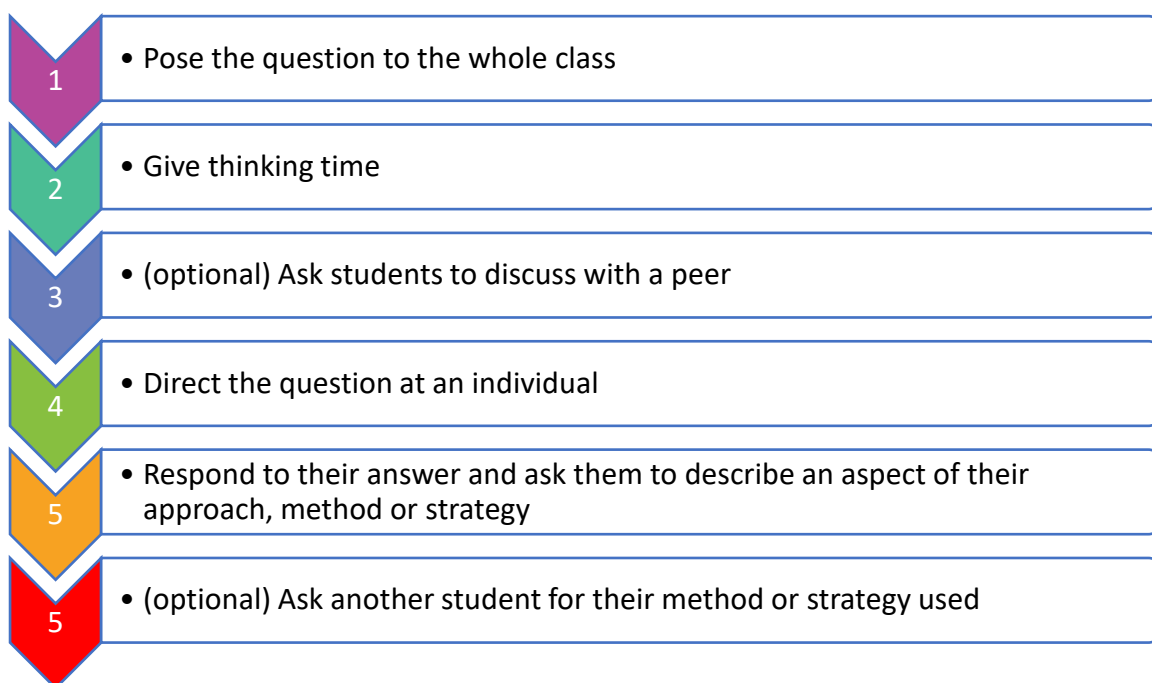 1
• Pose the question to the whole class
2
• Give thinking time
3
• (optional) Ask students to discuss with a peer
4
• Direct the question at an individual
5
• Respond to their answer and ask them to describe an aspect of their
approach, method or strategy
5
• (optional) Ask another student for their method or strategy used